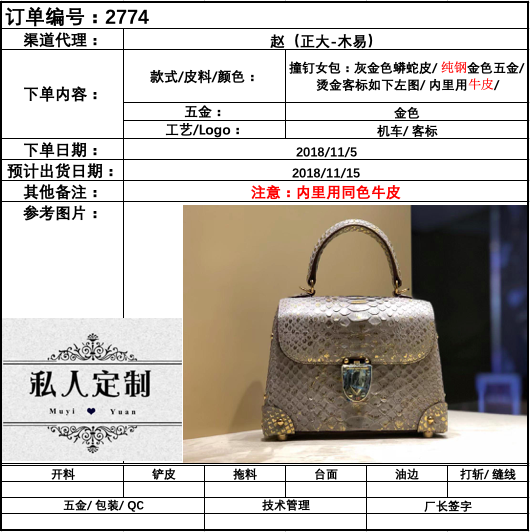 订单编号：2774
渠道代理： 赵（正大-木易）
下单内容： 款式/皮料/颜色： 撞钉女包：灰金色蟒蛇皮/ 纯钢金色五金/
烫金客标如下左图/ 内里用牛皮/
五金： 金色
工艺/Logo： 机车/ 客标
下单日期： 2018/11/5
预计出货日期： 2018/11/15
其他备注： 注意：内里用同色牛皮
参考图片：
私人定制
Muyi Yuan
开料 铲皮 拖料 台面 油边 打斩/ 缝线
五金/ 包装/ QC 技术管理 厂长签字